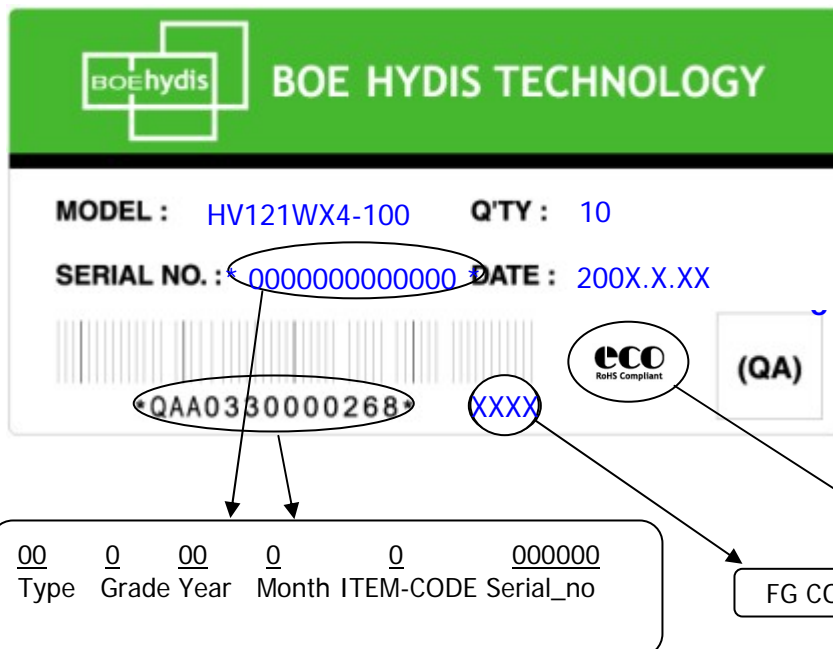 BOEhydis BOE HYDIS TECHNOLOGY
MODEL : HV121WX4-100 Q'TY : 10
SERIAL NO. : * 0000000000000 * DATE : 200X.X.XX
eco
RoHS Compliant
(QA)
*QAA0330000268* XXXX
00 0 00 0 0 000000
Type Grade Year Month ITEM-CODE Serial_no
FG